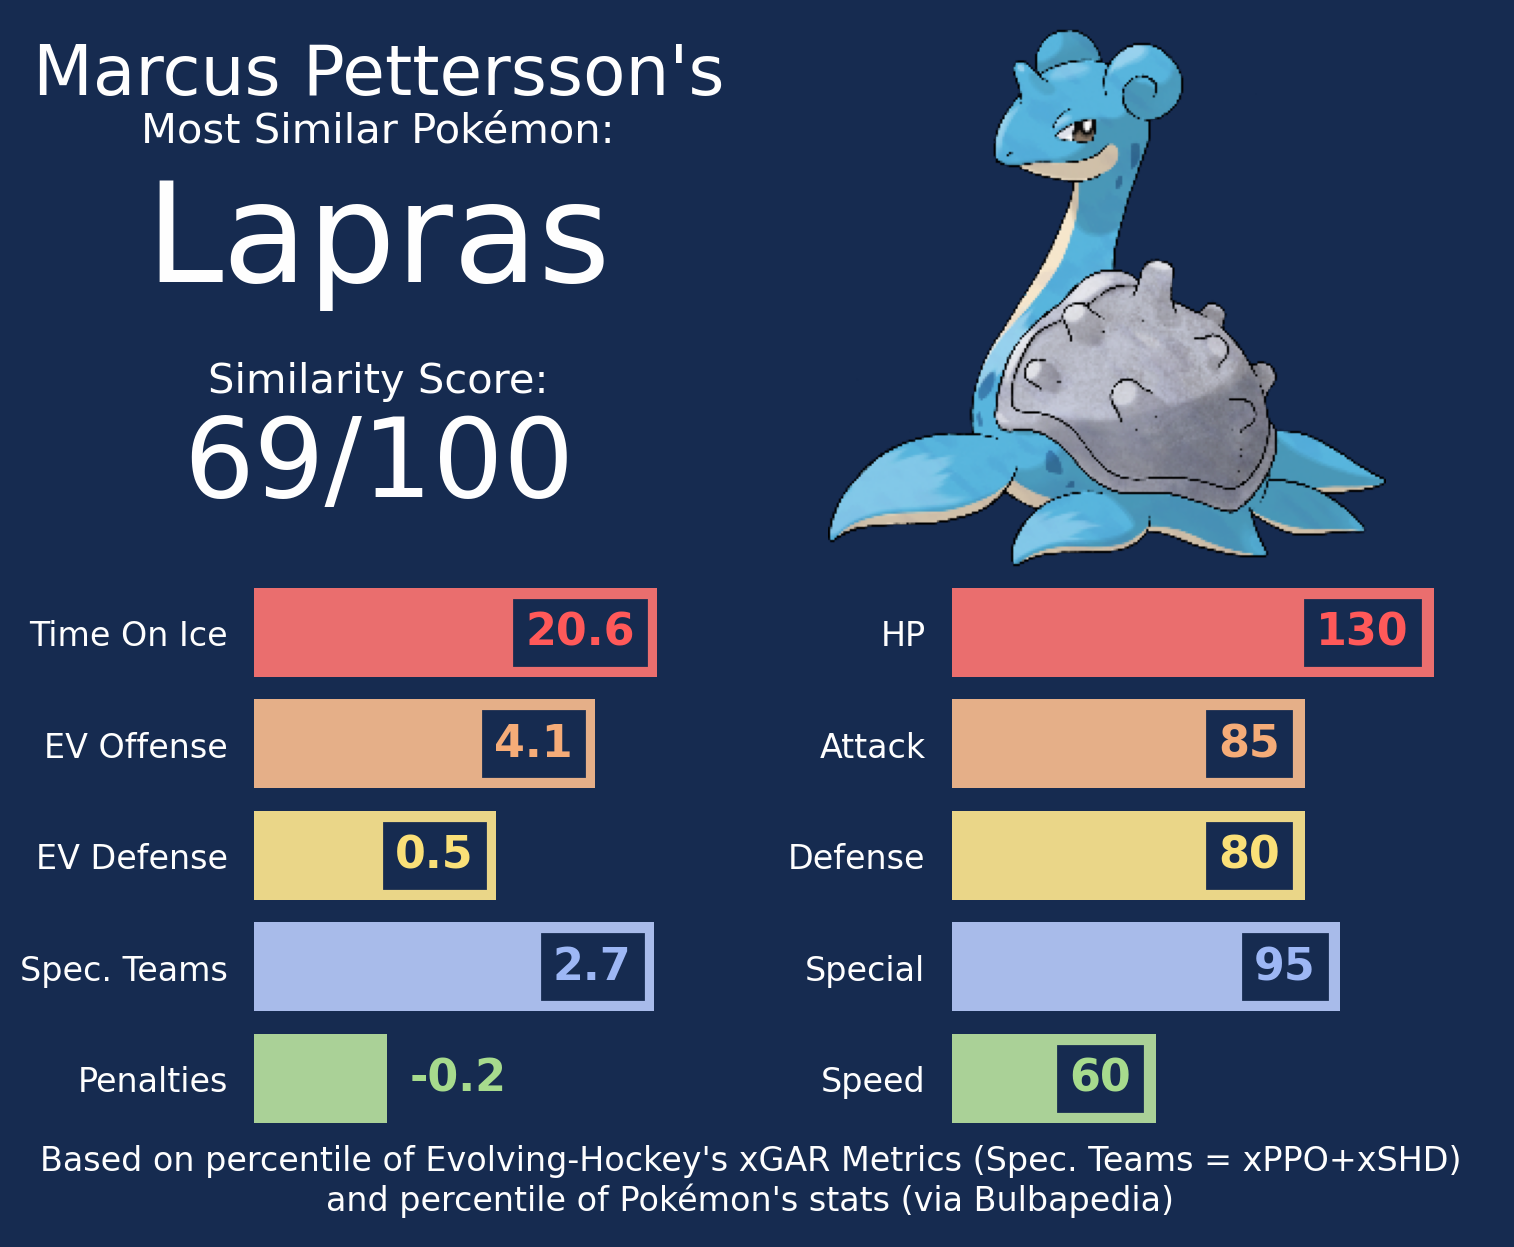 Marcus Pettersson's
Most Similar Pokémon:
Lapras
Similarity Score:
69/100
Time On Ice 20.6
EV Offense 4.1
EV Defense 0.5
Spec. Teams 2.7
Penalties -0.2
HP 130
Attack 85
Defense 80
Special 95
Speed 60
Based on percentile of Evolving-Hockey's xGAR Metrics (Spec. Teams = xPPO+xSHD)
and percentile of Pokémon's stats (via Bulbapedia)